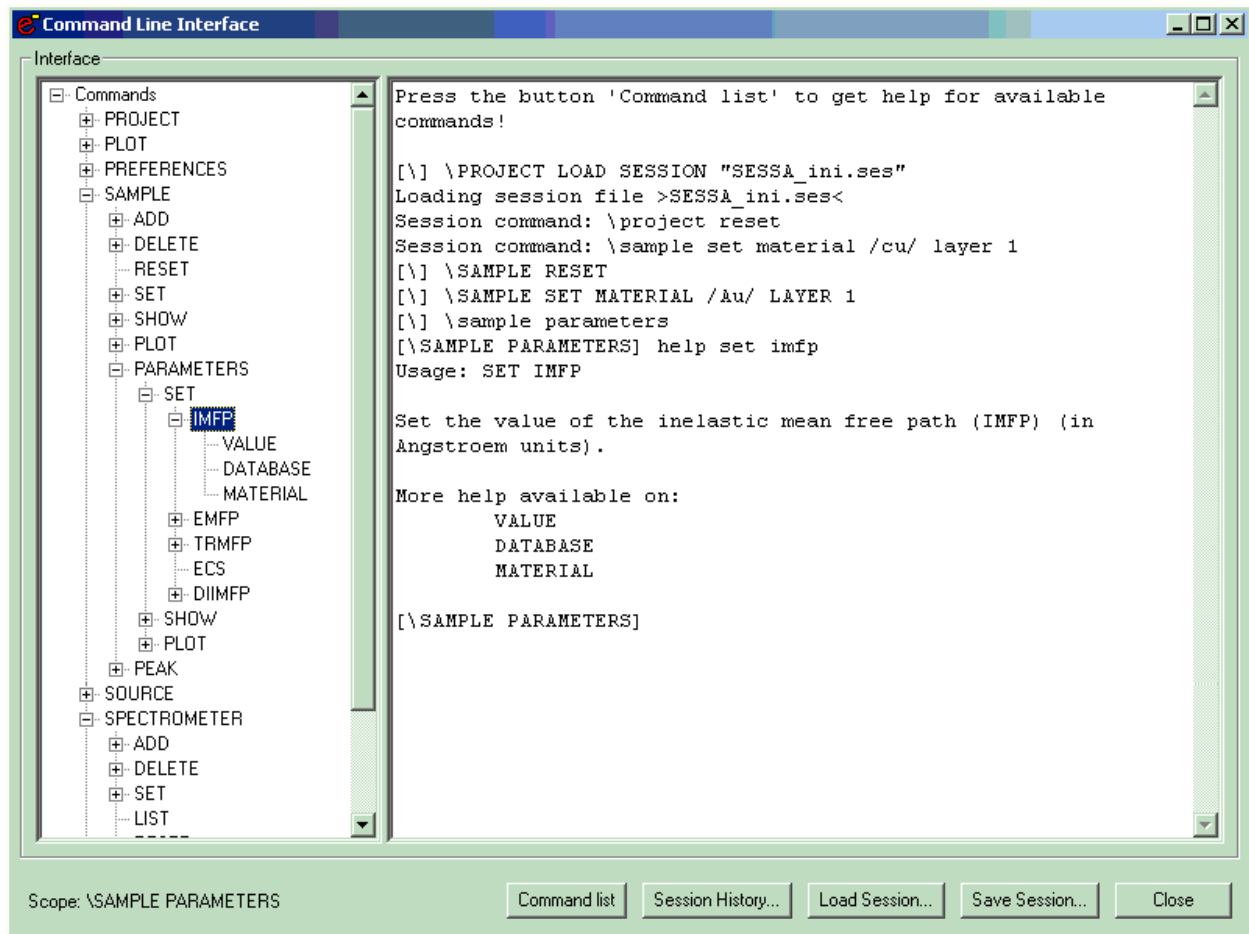 Command Line Interface
Interface
Commands
PROJECT
PLOT
PREFERENCES
SAMPLE
ADD
DELETE
RESET
SET
SHOW
PLOT
PARAMETERS
SET
IMFP
VALUE
DATABASE
MATERIAL
EMFP
TRMFP
ECS
DIIMFP
SHOW
PLOT
PEAK
SOURCE
SPECTROMETER
ADD
DELETE
SET
LIST
Press the button 'Command list' to get help for available
commands!
[\] \PROJECT LOAD SESSION "SESSA_ini.ses"
Loading session file >SESSA_ini.ses<
Session command: \project reset
Session command: \sample set material /cu/ layer 1
[\] \SAMPLE RESET
[\] \SAMPLE SET MATERIAL /Au/ LAYER 1
[\] \sample parameters
[\SAMPLE PARAMETERS] help set imfp
Usage: SET IMFP
Set the value of the inelastic mean free path (IMFP) (in
Angstroem units).
More help available on:
VALUE
DATABASE
MATERIAL
[\SAMPLE PARAMETERS]
Scope: \SAMPLE PARAMETERS
Command list
Session History...
Load Session...
Save Session...
Close